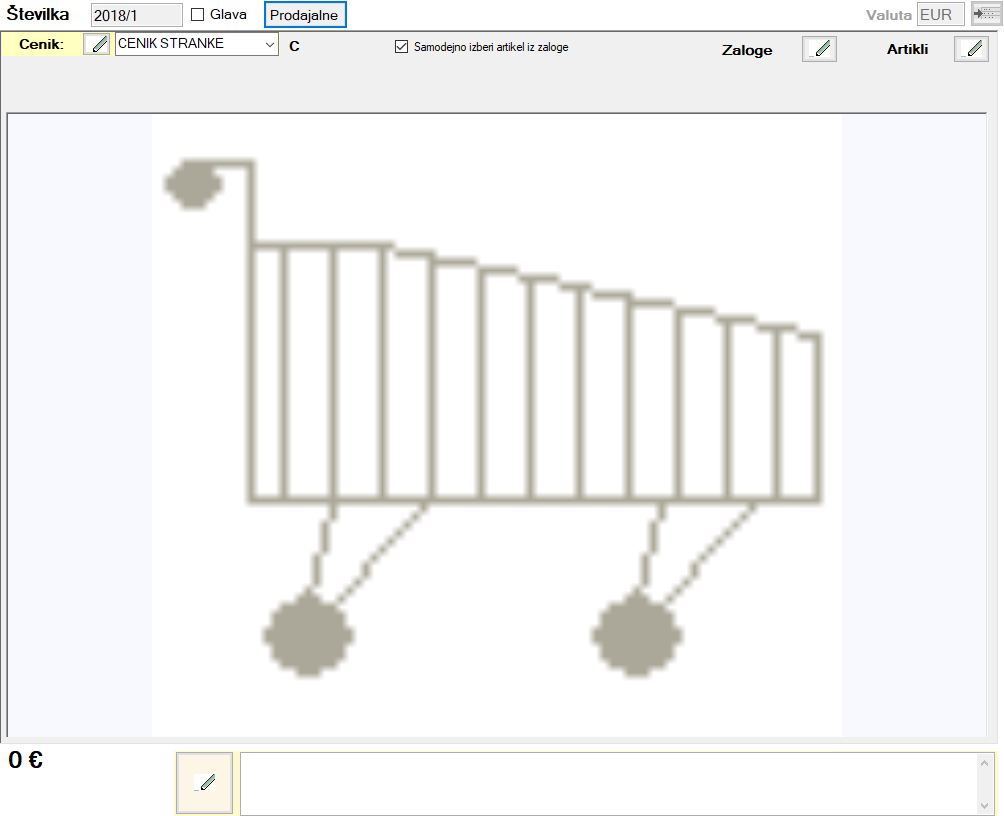 Številka 2018/1 Glava Prodajalne Valuta EUR
Cenik: CENIK STRANKE C Samodejno izberi artikel iz zaloge Zaloge Artikli
0 €